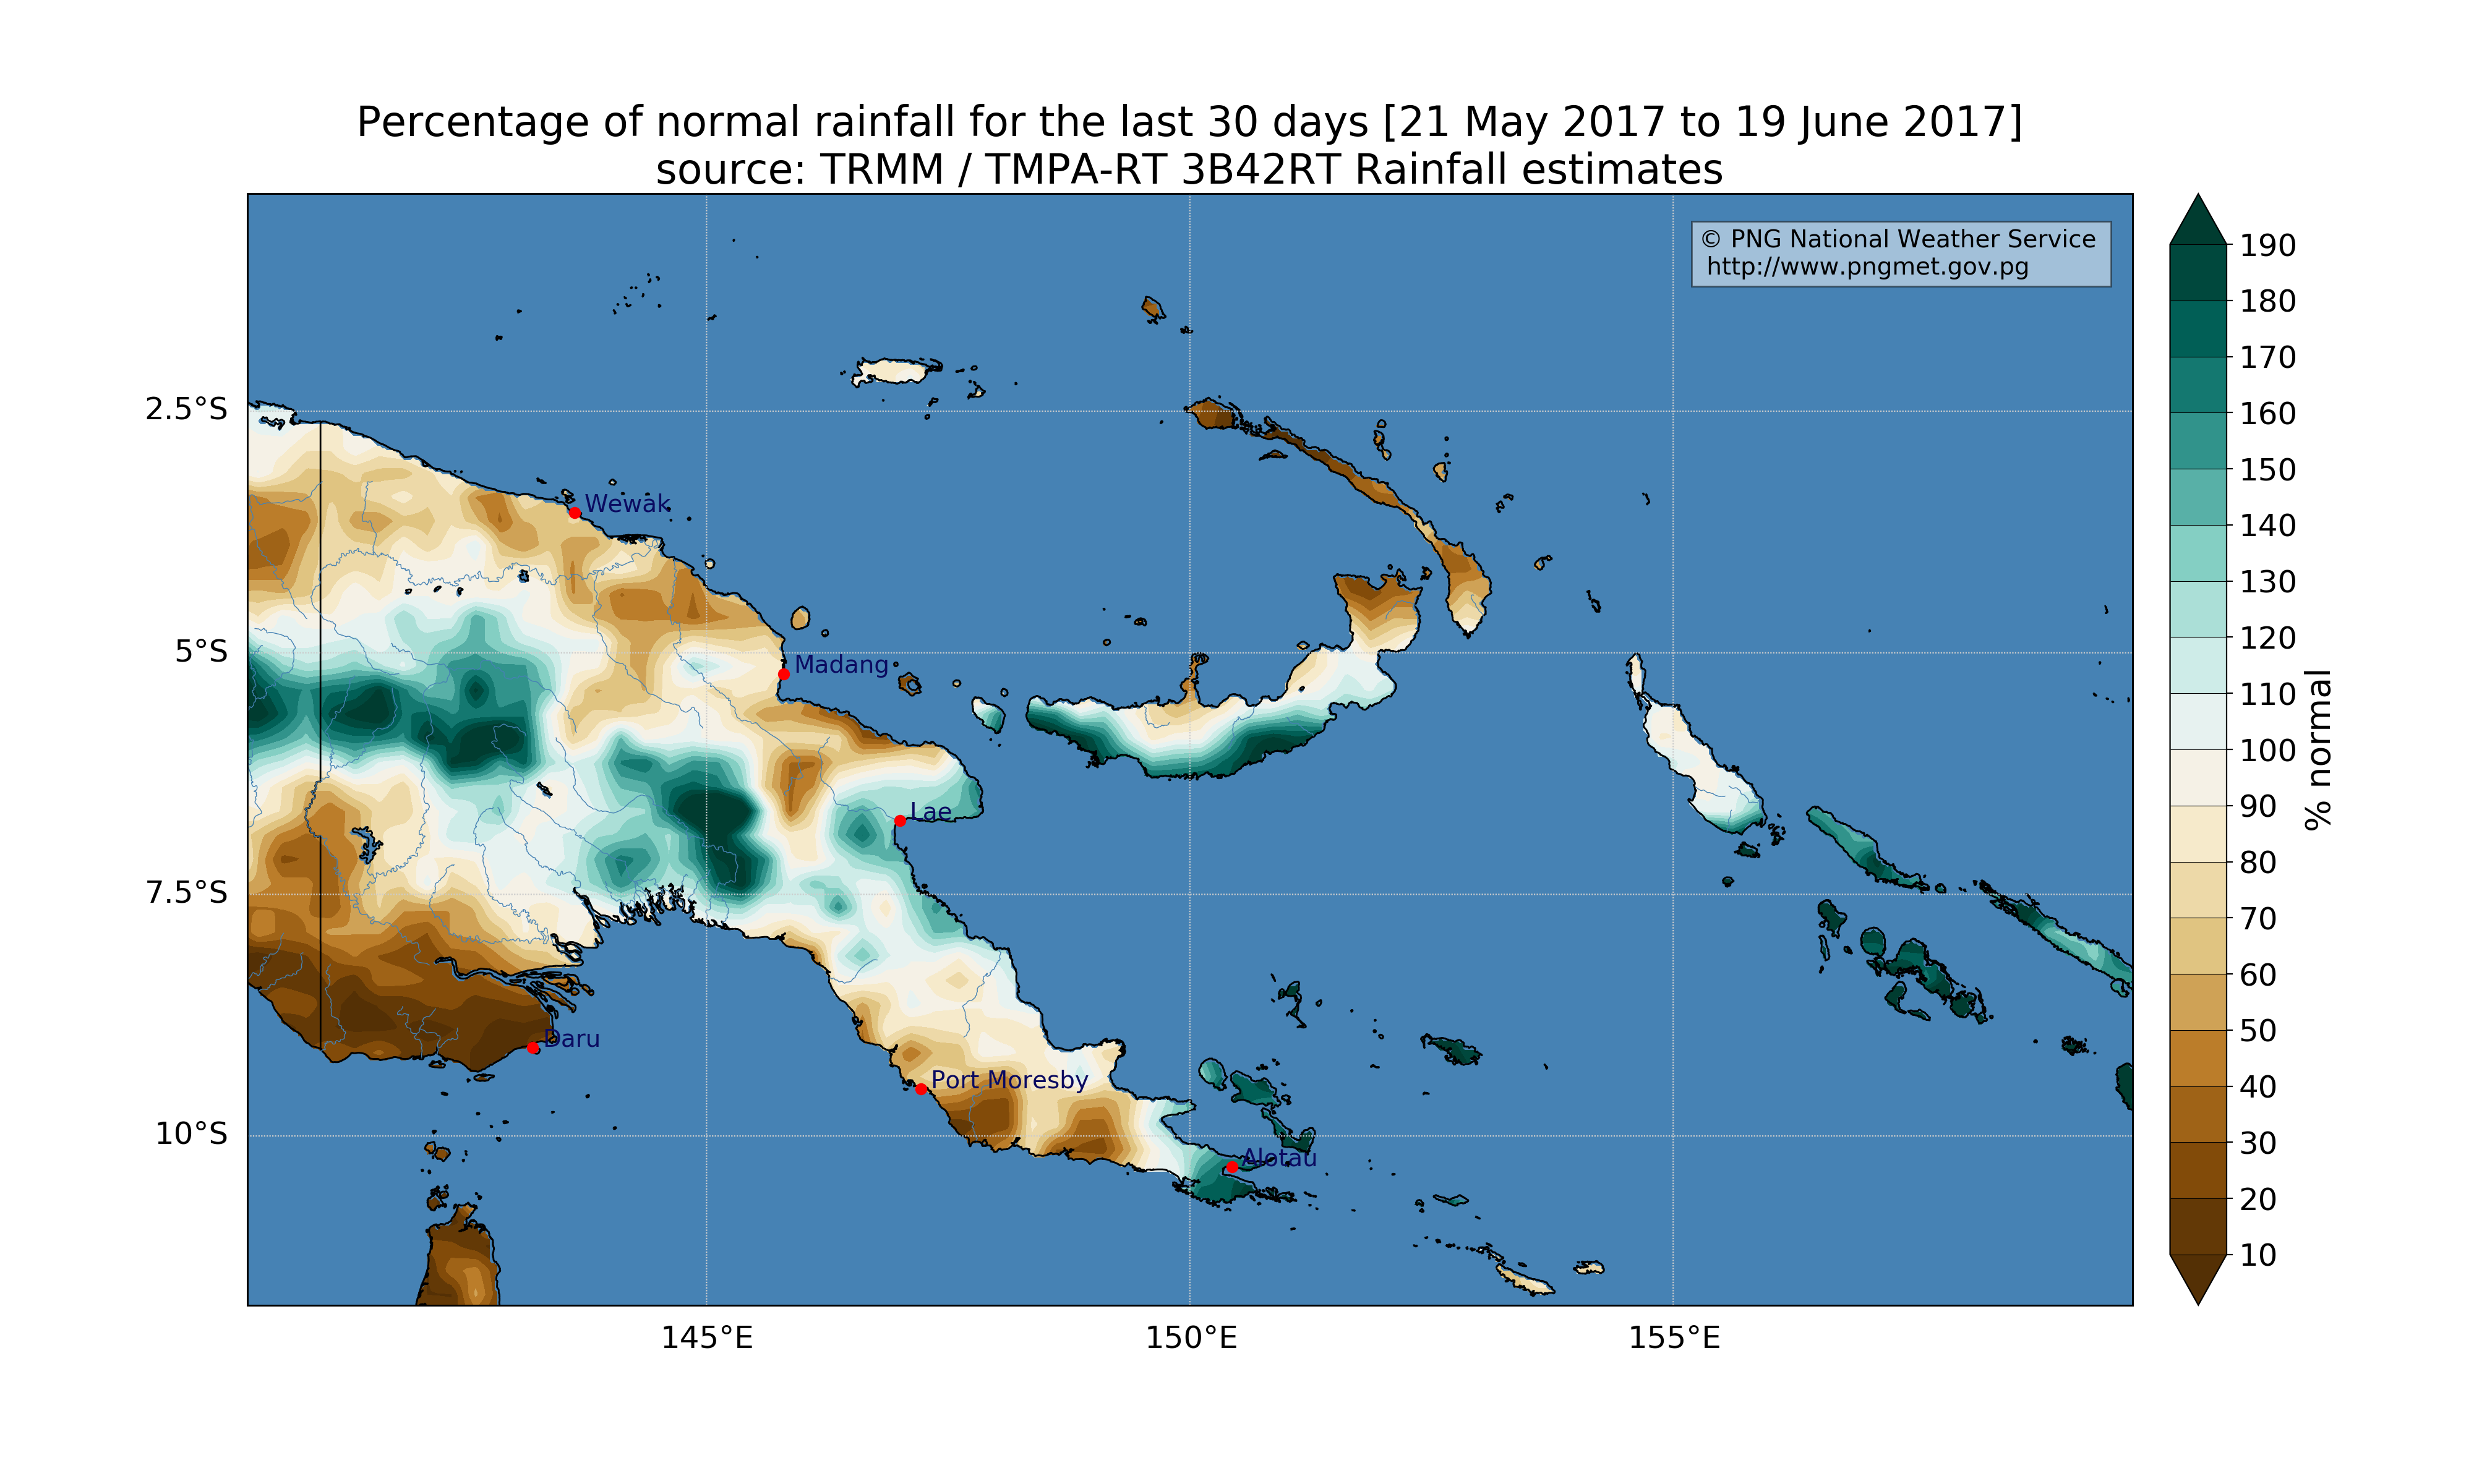 Percentage of normal rainfall for the last 30 days [21 May 2017 to 19 June 2017]
source: TRMM / TMPA-RT 3B42RT Rainfall estimates
© PNG National Weather Service
http://www.pngmet.gov.pg
190
180
170
160
150
140
130
120
110
100
90
80
70
60
50
40
30
20
10
% normal
2.5°S
5°S
7.5°S
10°S
Wewak
Madang
Lae
Daru
Port Moresby
Alotau
145°E
150°E
155°E